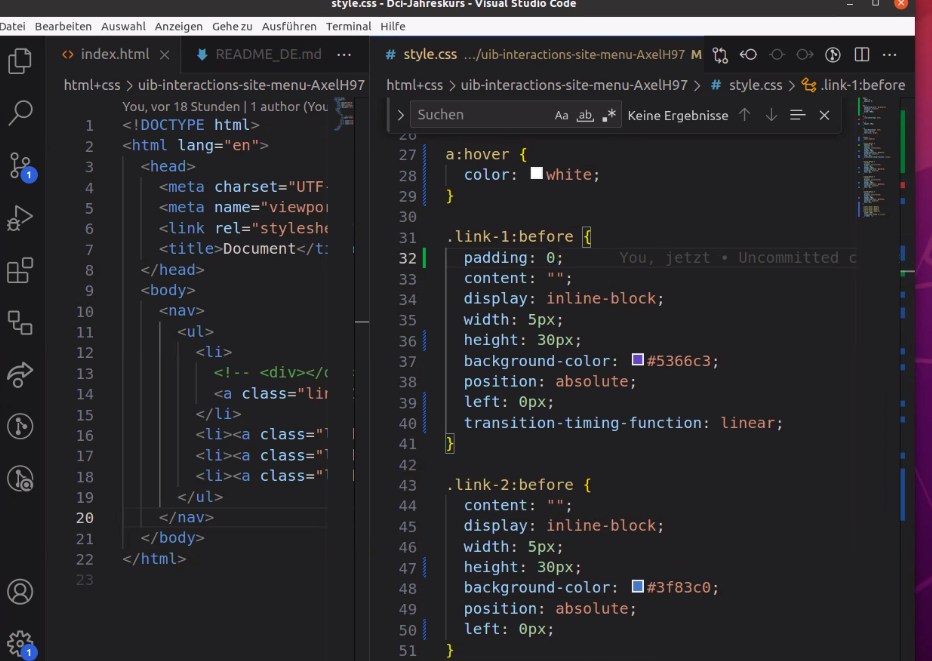 style.css - Dci-Jahreskurs - Visual Studio Code
Datei Bearbeiten Auswahl Anzeigen Gehe zu Ausführen Terminal Hilfe
<> index.html README_DE.md ...
html+css > uib-interactions-site-menu-AxelH97
You, vor 18 Stunden | 1 author (You
1 <!DOCTYPE html>
2 <html lang="en">
3 <head>
4 <meta charset="UTF-
5 <meta name="viewpor
6 <link rel="styleshe
7 <title>Document</ti
8 </head>
9 <body>
10 <nav>
11 <ul>
12 <li>
13 <!-- <div></
14 <a class="lin
15 </li>
16 <li><a class="l
17 <li><a class="l
18 <li><a class="l
19 </ul>
20 </nav>
21 </body>
22 </html>
23
# style.css .../uib-interactions-site-menu-AxelH97 M
html+css > uib-interactions-site-menu-AxelH97 > # style.css > .link-1:before
Suchen Aa ab .* Keine Ergebnisse
26
27 a:hover {
28 color: white;
29 }
30
31 .link-1:before {
32 padding: 0; You, jetzt • Uncommitted c
33 content: "";
34 display: inline-block;
35 width: 5px;
36 height: 30px;
37 background-color: #5366c3;
38 position: absolute;
39 left: 0px;
40 transition-timing-function: linear;
41 }
42
43 .link-2:before {
44 content: "";
45 display: inline-block;
46 width: 5px;
47 height: 30px;
48 background-color: #3f83c0;
49 position: absolute;
50 left: 0px;
51 }
1
1